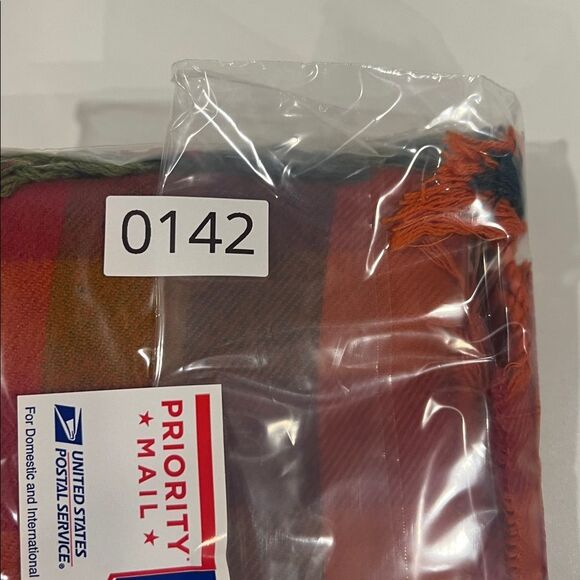 0142
PRIORITY
★ MAIL ★
UNITED STATES
POSTAL SERVICE®
For Domestic and International